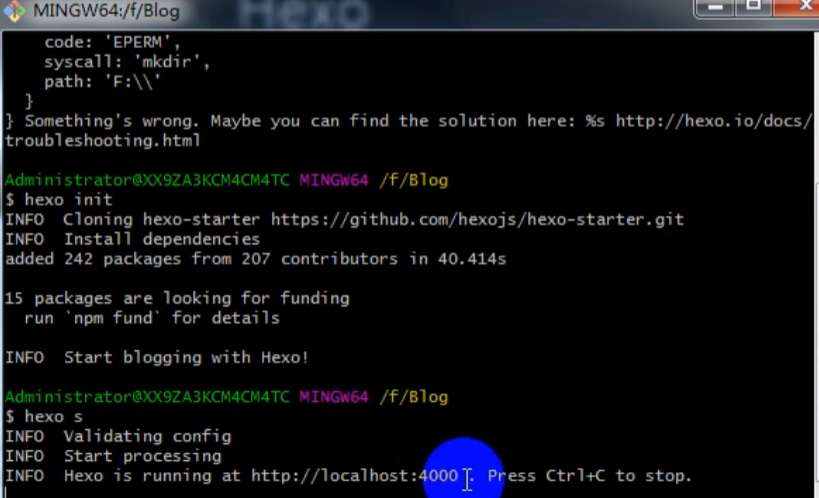 Hexo
MINGW64:/f/Blog
code: 'EPERM',
syscall: 'mkdir',
path: 'F:\\'
}
} Something's wrong. Maybe you can find the solution here: %s http://hexo.io/docs/
troubleshooting.html
Administrator@XX9ZA3KCM4CM4TC MINGW64 /f/Blog
$ hexo init
INFO  Cloning hexo-starter https://github.com/hexojs/hexo-starter.git
INFO  Install dependencies
added 242 packages from 207 contributors in 40.414s
15 packages are looking for funding
run `npm fund` for details
INFO  Start blogging with Hexo!
Administrator@XX9ZA3KCM4CM4TC MINGW64 /f/Blog
$ hexo s
INFO  Validating config
INFO  Start processing
INFO  Hexo is running at http://localhost:4000 . Press Ctrl+C to stop.